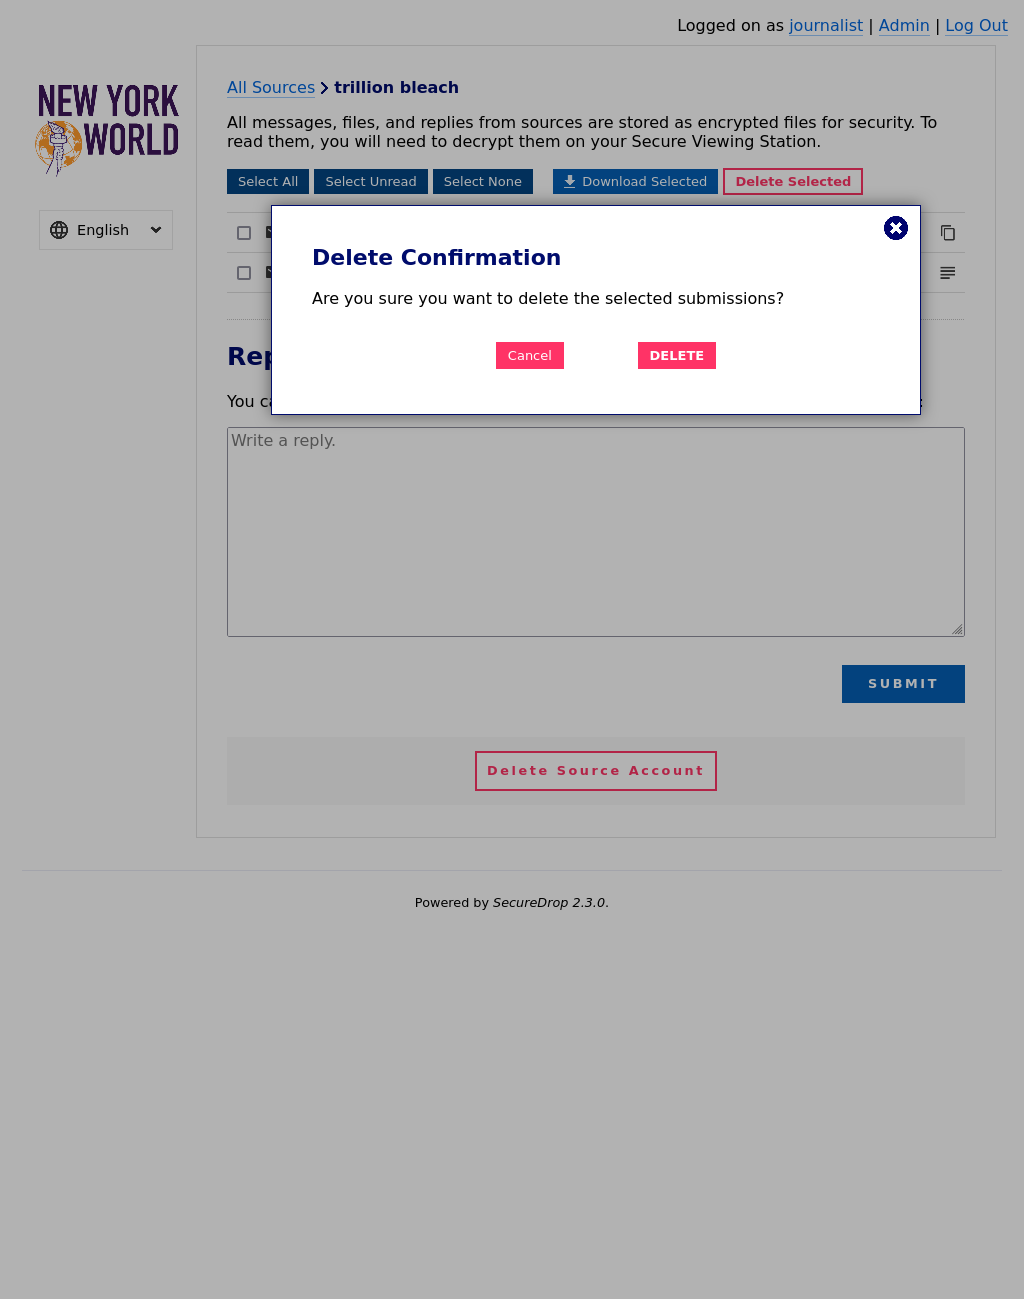 Logged on as journalist | Admin | Log Out
NEW YORK
WORLD
English
All Sources trillion bleach
All messages, files, and replies from sources are stored as encrypted files for security. To
read them, you will need to decrypt them on your Secure Viewing Station.
Select All Select Unread Select None Download Selected Delete Selected
Delete Confirmation
Are you sure you want to delete the selected submissions?
Cancel DELETE
You
Write a reply.
SUBMIT
Delete Source Account
Powered by SecureDrop 2.3.0.